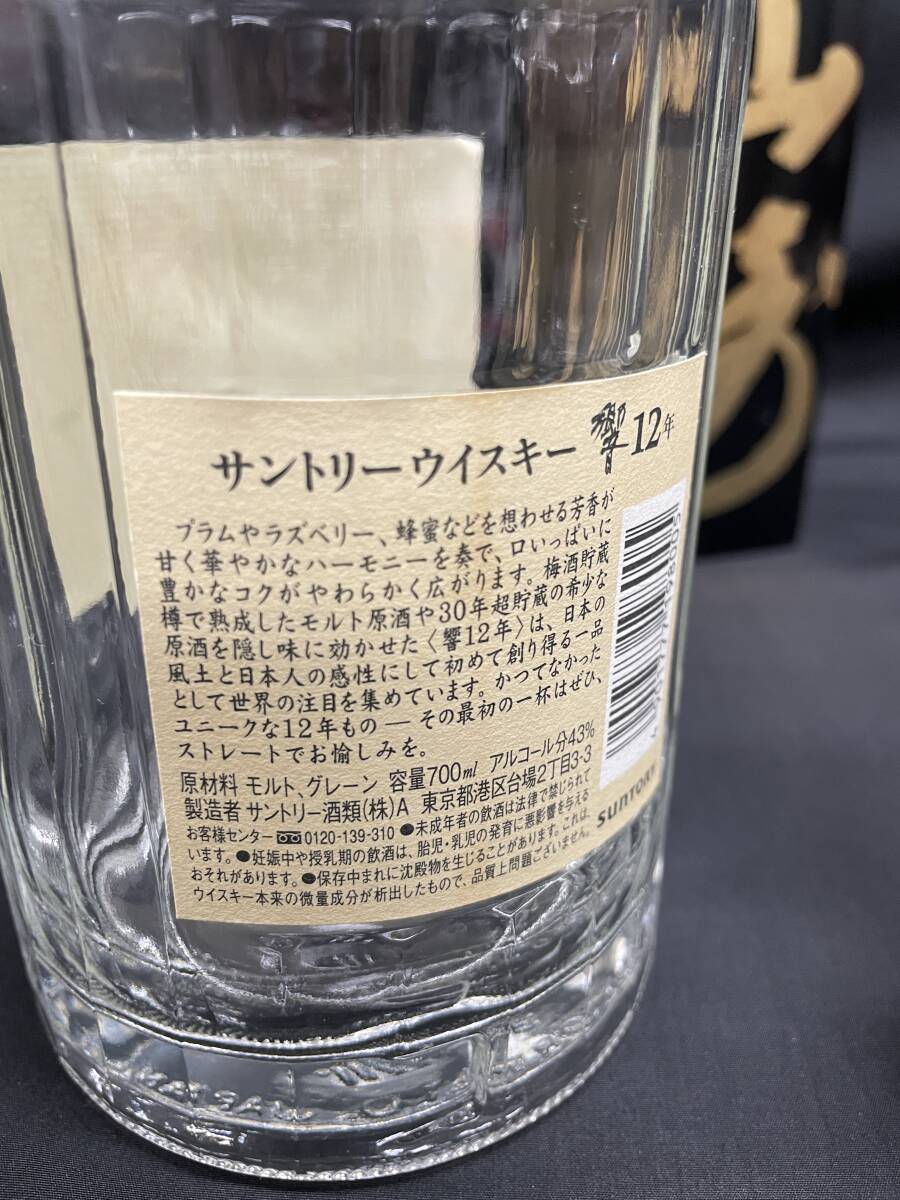 サントリーウイスキー 響 12年
プラムやラズベリー、蜂蜜などを想わせる芳香が
甘く華やかなハーモニーを奏で、口いっぱいに
豊かなコクがやわらかく広がります。梅酒貯蔵
樽で熟成したモルト原酒や30年超貯蔵の希少な
原酒を隠し味に効かせた〈響12年〉は、日本の
風土と日本人の感性にして初めて創り得る一品
として世界の注目を集めています。かつてなかった
ユニークな12年もの ― その最初の一杯はぜひ、
ストレートでお愉しみを。
原材料 モルト、グレーン 容量700ml アルコール分43%
製造者 サントリー酒類(株)A 東京都港区台場2丁目3-3
お客様センター 0120-139-310 ●未成年者の飲酒は法律で禁じられて
います。●妊娠中や授乳期の飲酒は、胎児・乳児の発育に悪影響を与える
おそれがあります。●保存中まれに沈殿物を生じることがあります。これは、
ウイスキー本来の微量成分が析出したもので、品質上問題ございません。
SUNTORY